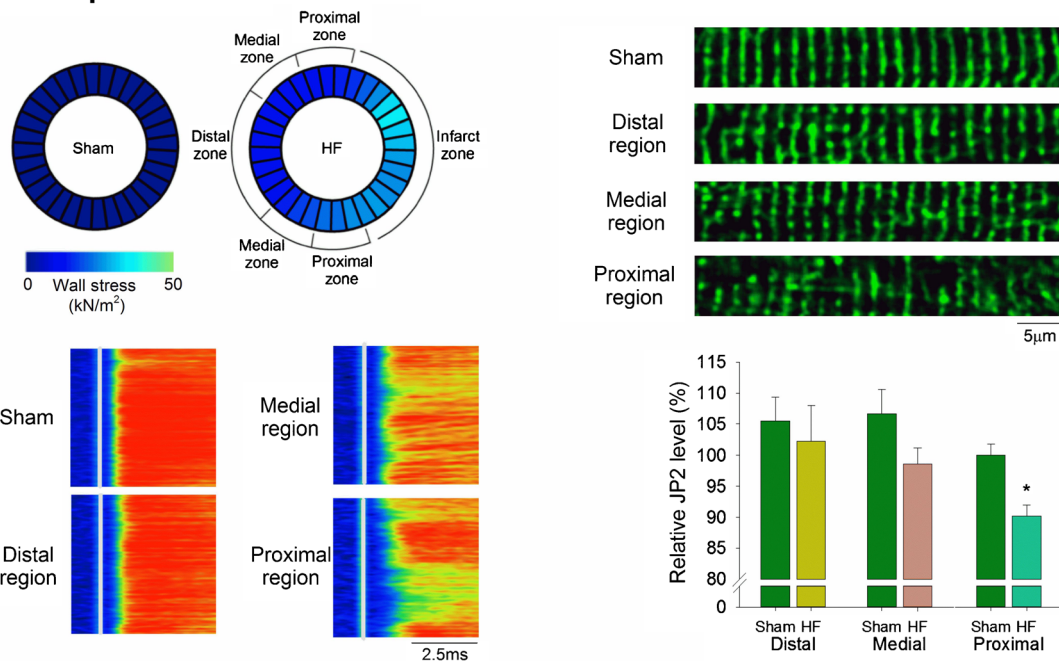 Proximal
zone
Medial
zone
Sham
Distal
zone
HF
Infarct
zone
Medial
zone
Proximal
zone
0 Wall stress 50
(kN/m²)
Sham
Distal
region
Medial
region
Proximal
region
5μm
Sham
Medial
region
Distal
region
Proximal
region
2.5ms
Relative JP2 level (%)
115
110
105
100
95
90
85
80
0
*
Sham HF Sham HF Sham HF
Distal Medial Proximal